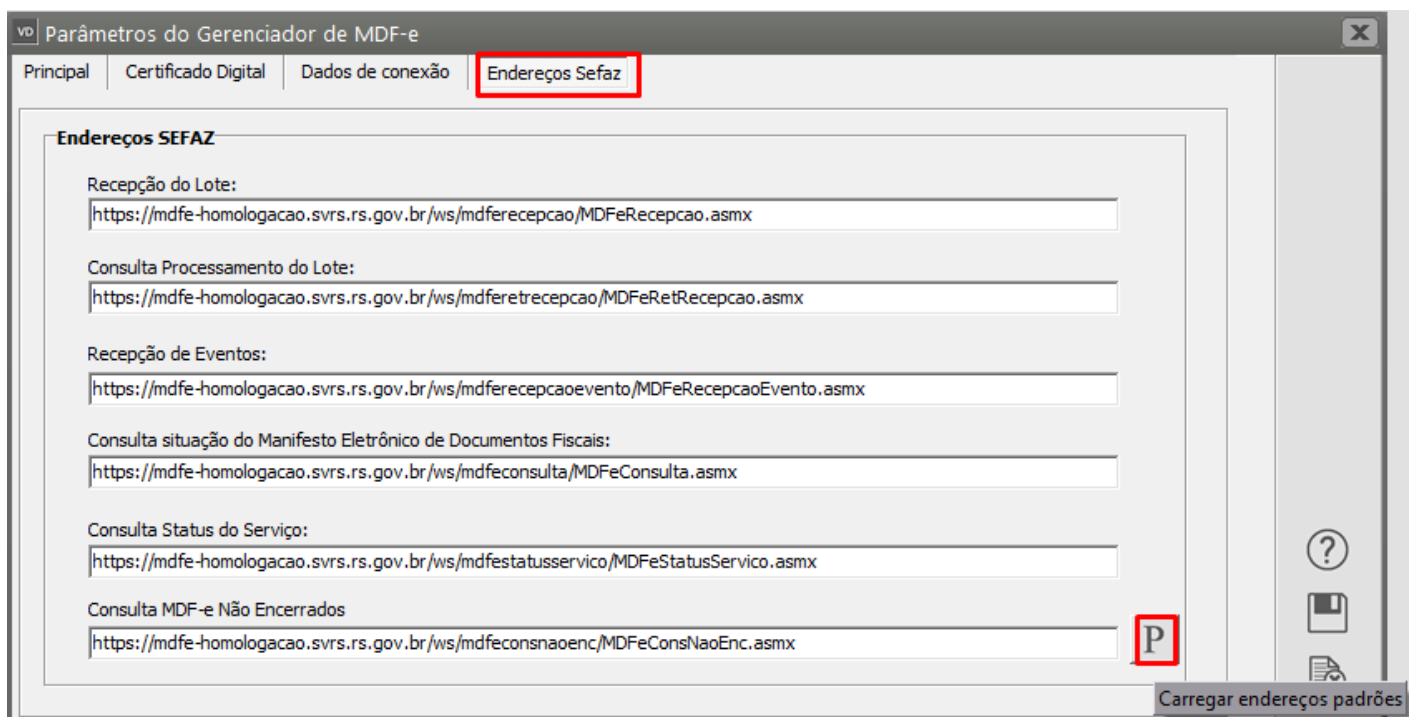 VD Parâmetros do Gerenciador de MDF-e
Principal Certificado Digital Dados de conexão Endereços Sefaz
Endereços SEFAZ
Recepção do Lote:
https://mdfe-homologacao.svrs.rs.gov.br/ws/mdferecepcao/MDFeRecepcao.asmx
Consulta Processamento do Lote:
https://mdfe-homologacao.svrs.rs.gov.br/ws/mdferetrecepcao/MDFeRetRecepcao.asmx
Recepção de Eventos:
https://mdfe-homologacao.svrs.rs.gov.br/ws/mdferecepcaoevento/MDFeRecepcaoEvento.asmx
Consulta situação do Manifesto Eletrônico de Documentos Fiscais:
https://mdfe-homologacao.svrs.rs.gov.br/ws/mdfeconsulta/MDFeConsulta.asmx
Consulta Status do Serviço:
https://mdfe-homologacao.svrs.rs.gov.br/ws/mdfestatusservico/MDFeStatusServico.asmx
Consulta MDF-e Não Encerrados
https://mdfe-homologacao.svrs.rs.gov.br/ws/mdfeconsnaoenc/MDFeConsNaoEnc.asmx
P
Carregar endereços padrões